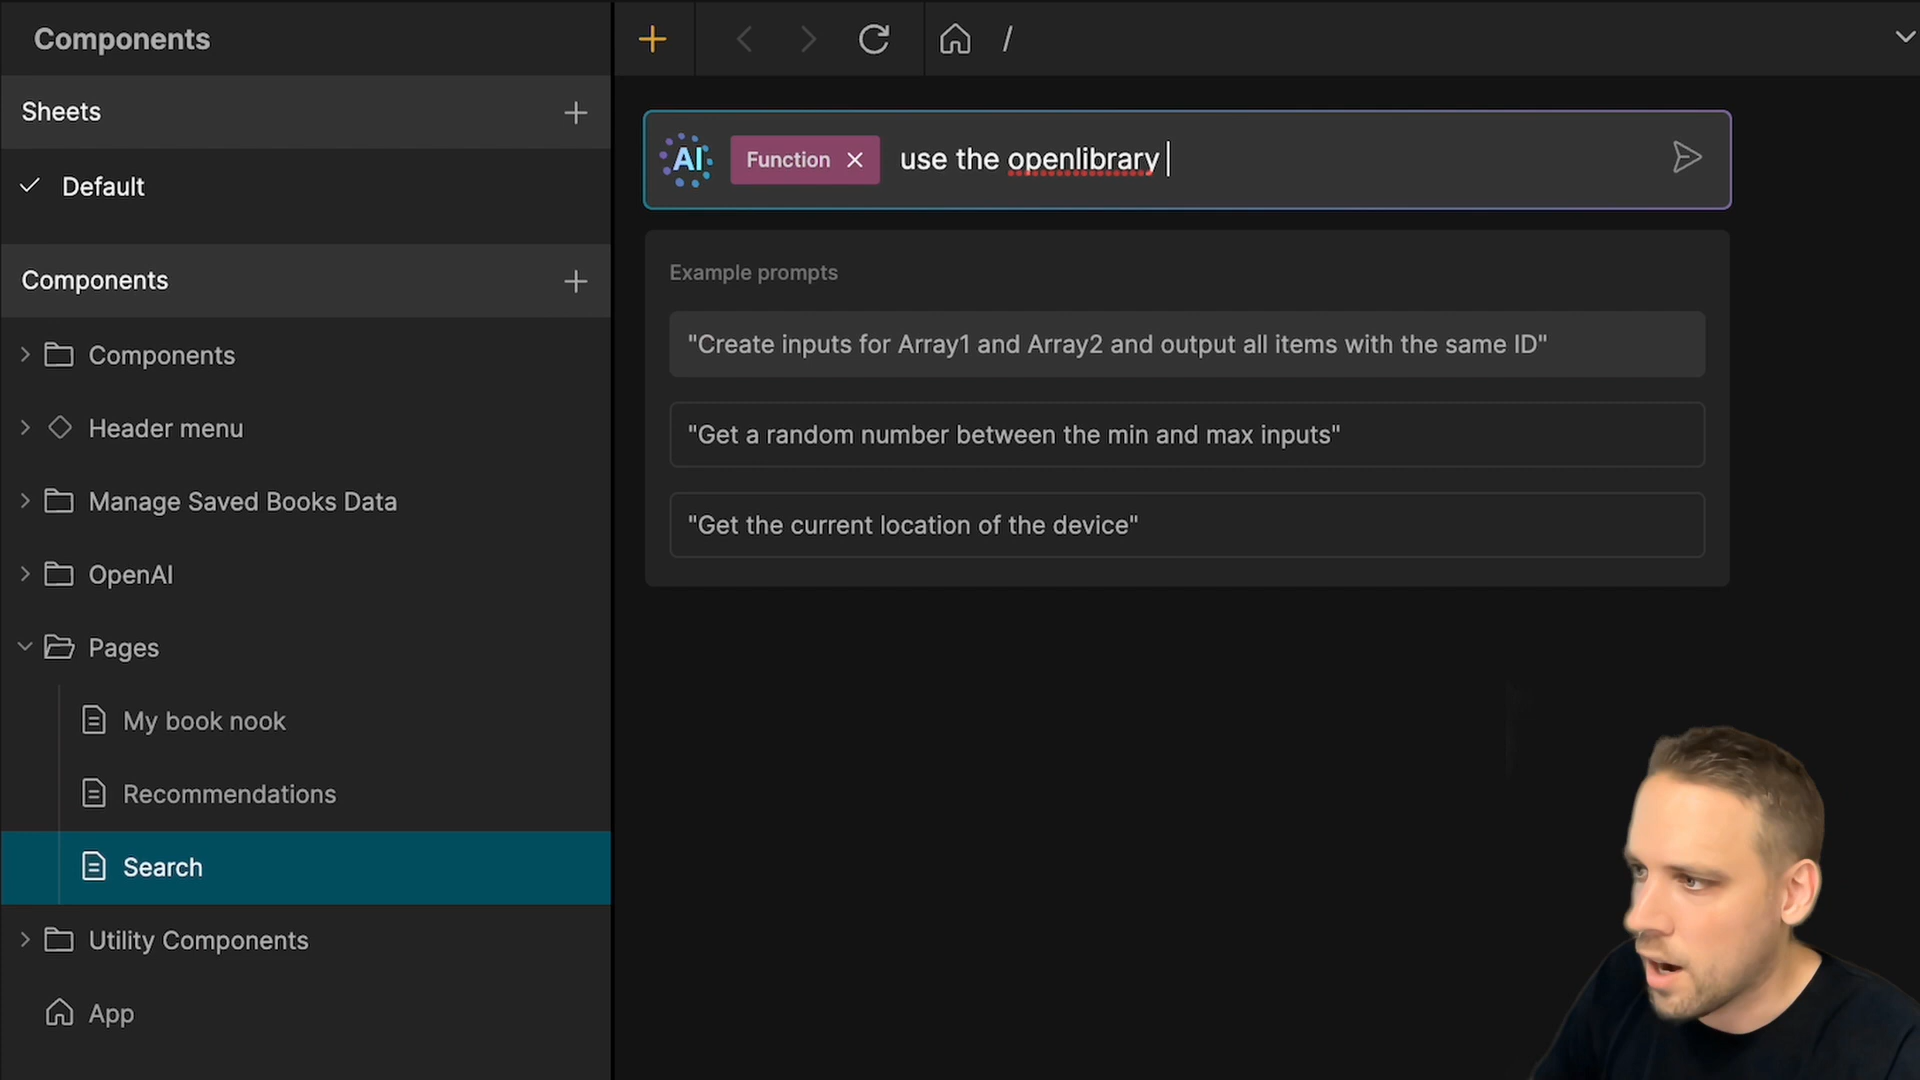 Components
Sheets
Default
Components
Components
Header menu
Manage Saved Books Data
OpenAI
Pages
My book nook
Recommendations
Search
Utility Components
App
/
AI Function use the openlibrary
Example prompts
"Create inputs for Array1 and Array2 and output all items with the same ID"
"Get a random number between the min and max inputs"
"Get the current location of the device"